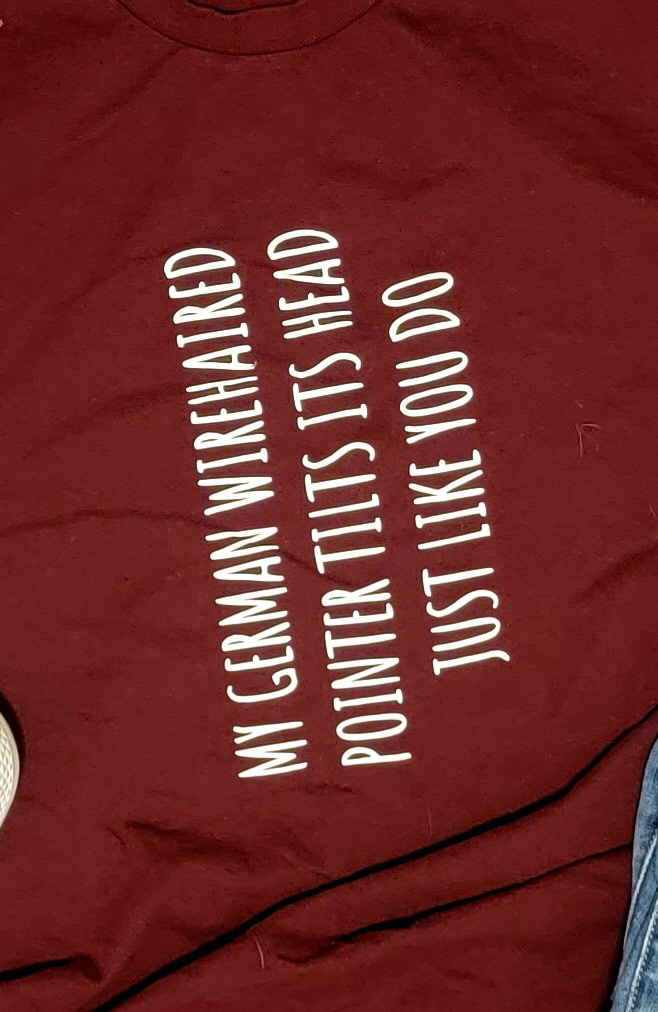 MY GERMAN WIREHAIRED
POINTER TILTS ITS HEAD
JUST LIKE YOU DO